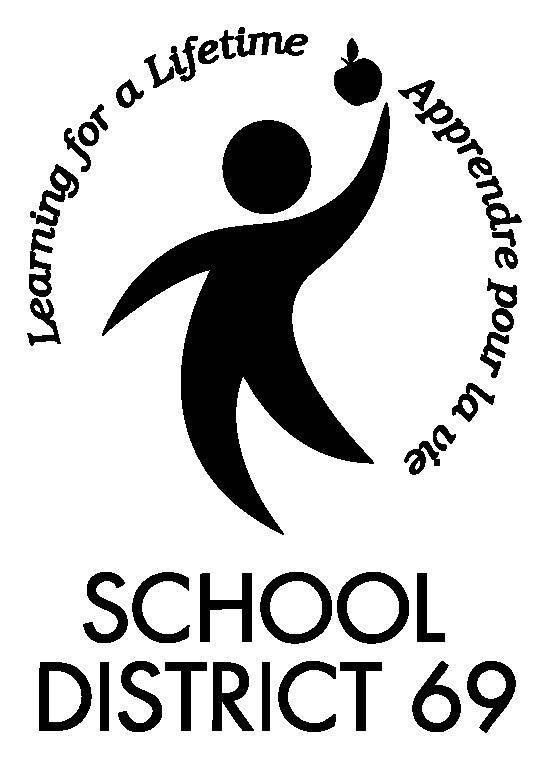 Learning for a Lifetime
Apprendre pour la vie
SCHOOL
DISTRICT 69